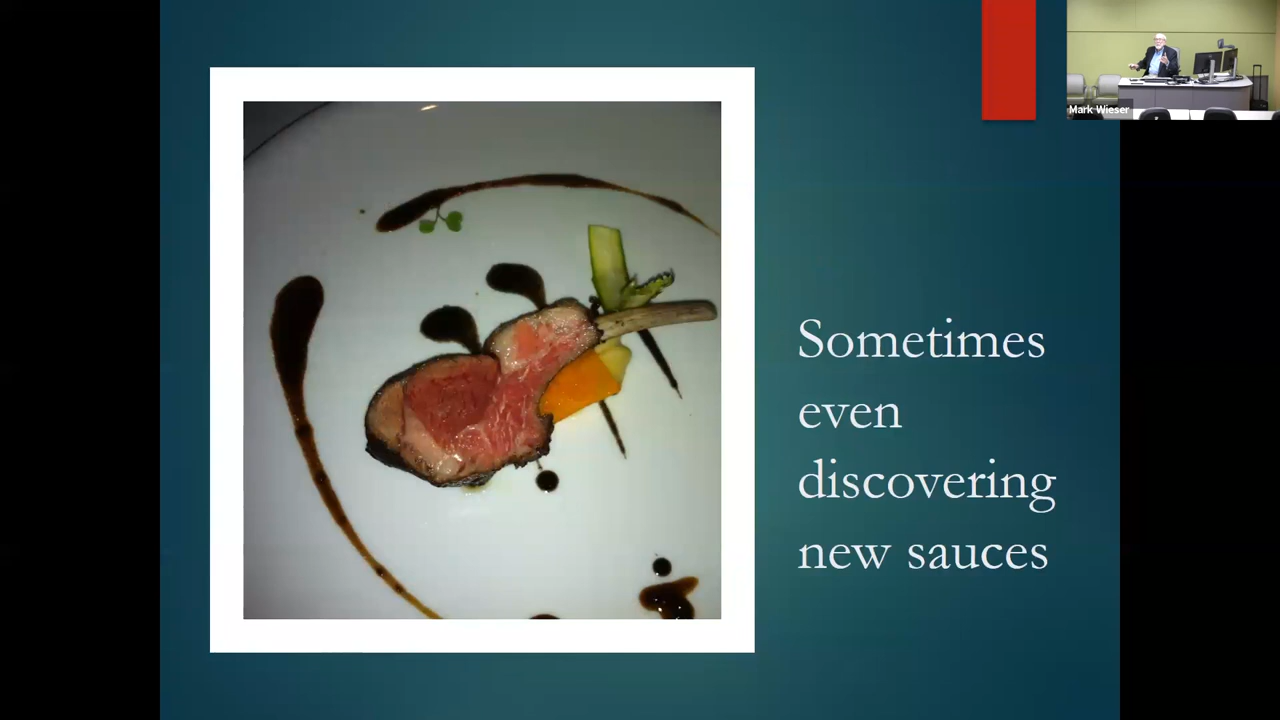 Mark Wieser
Sometimes
even
discovering
new sauces